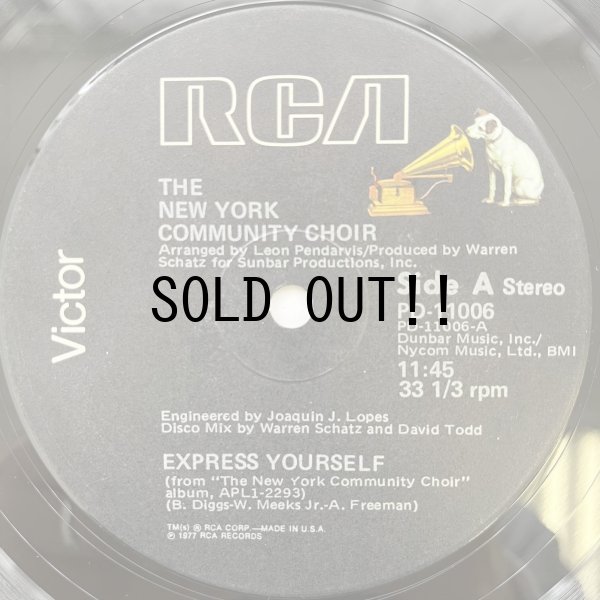 RCA
THE
NEW YORK
COMMUNITY CHOIR
Arranged by Leon Pendarvis/Produced by Warren
Schatz for Sunbar Productions, Inc.
Victor
Side A Stereo
SOLD OUT!!
PD-11006
PD-11006-A
Dunbar Music, Inc./
Nycom Music, Ltd., BMI
11:45
33 1/3 rpm
Engineered by Joaquin J. Lopes
Disco Mix by Warren Schatz and David Todd
EXPRESS YOURSELF
(from "The New York Community Choir"
album, APL1-2293)
(B. Diggs-W. Meeks Jr.-A. Freeman)
TM(s) ® RCA CORP.—MADE IN U.S.A.
℗ 1977 RCA RECORDS